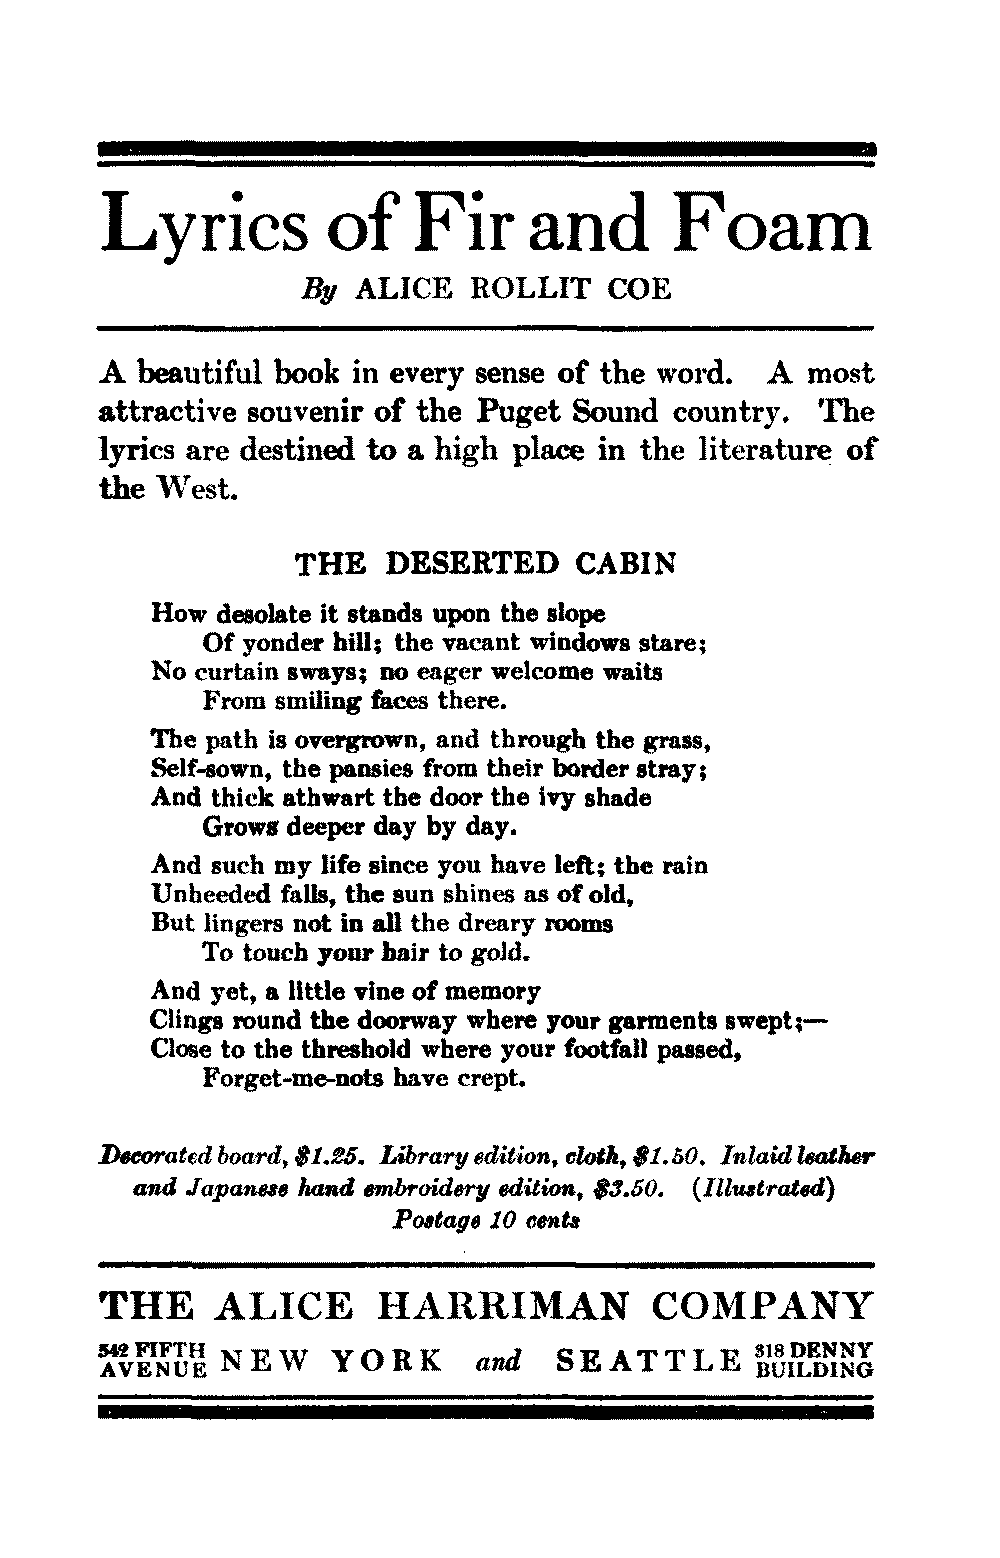 Lyrics of Fir and Foam
By ALICE ROLLIT COE
A beautiful book in every sense of the word. A most
attractive souvenir of the Puget Sound country. The
lyrics are destined to a high place in the literature of
the West.
THE DESERTED CABIN
How desolate it stands upon the slope
Of yonder hill; the vacant windows stare;
No curtain sways; no eager welcome waits
From smiling faces there.
The path is overgrown, and through the grass,
Self-sown, the pansies from their border stray;
And thick athwart the door the ivy shade
Grows deeper day by day.
And such my life since you have left; the rain
Unheeded falls, the sun shines as of old,
But lingers not in all the dreary rooms
To touch your hair to gold.
And yet, a little vine of memory
Clings round the doorway where your garments swept;—
Close to the threshold where your footfall passed,
Forget-me-nots have crept.
Decorated board, $1.25. Library edition, cloth, $1.50. Inlaid leather
and Japanese hand embroidery edition, $3.50. (Illustrated)
Postage 10 cents
THE ALICE HARRIMAN COMPANY
542 FIFTH AVENUE NEW YORK and SEATTLE 318 DENNY BUILDING